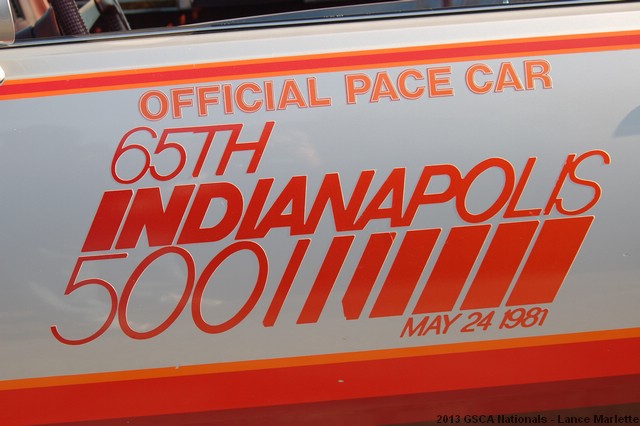 OFFICIAL PACE CAR
65TH
INDIANAPOLIS
500
MAY 24 1981
2013 GSCA Nationals - Lance Marlette